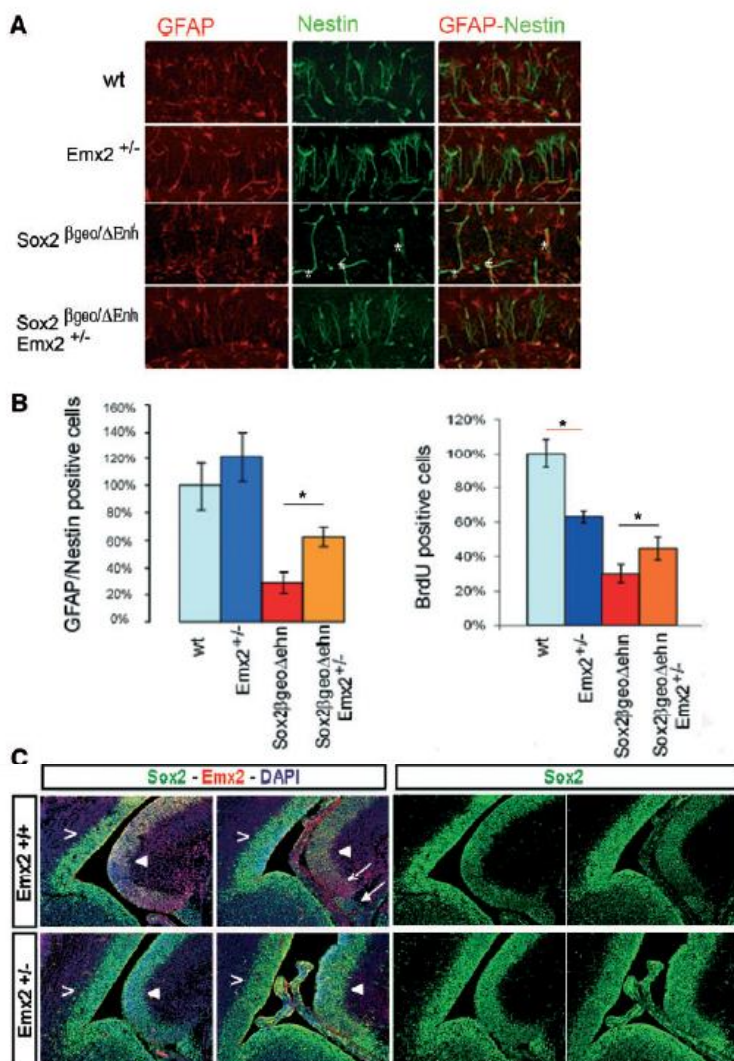 A
GFAP Nestin GFAP-Nestin
wt
Emx2 +/-
Sox2 βgeo/ΔEnh
Sox2 βgeo/ΔEnh
Emx2 +/-
* * *
* * *
B
GFAP/Nestin positive cells
160%
140%
120%
100%
80%
60%
40%
20%
0%
*
wt
Emx2+/-
Sox2βgeoΔehn
Sox2βgeoΔehn
Emx2+/-
BrdU positive cells
120%
100%
80%
60%
40%
20%
0%
* *
wt
Emx2+/-
Sox2βgeoΔehn
Sox2βgeoΔehn
Emx2+/-
C
Sox2 - Emx2 - DAPI Sox2
Emx2 +/+
Emx2 +/-